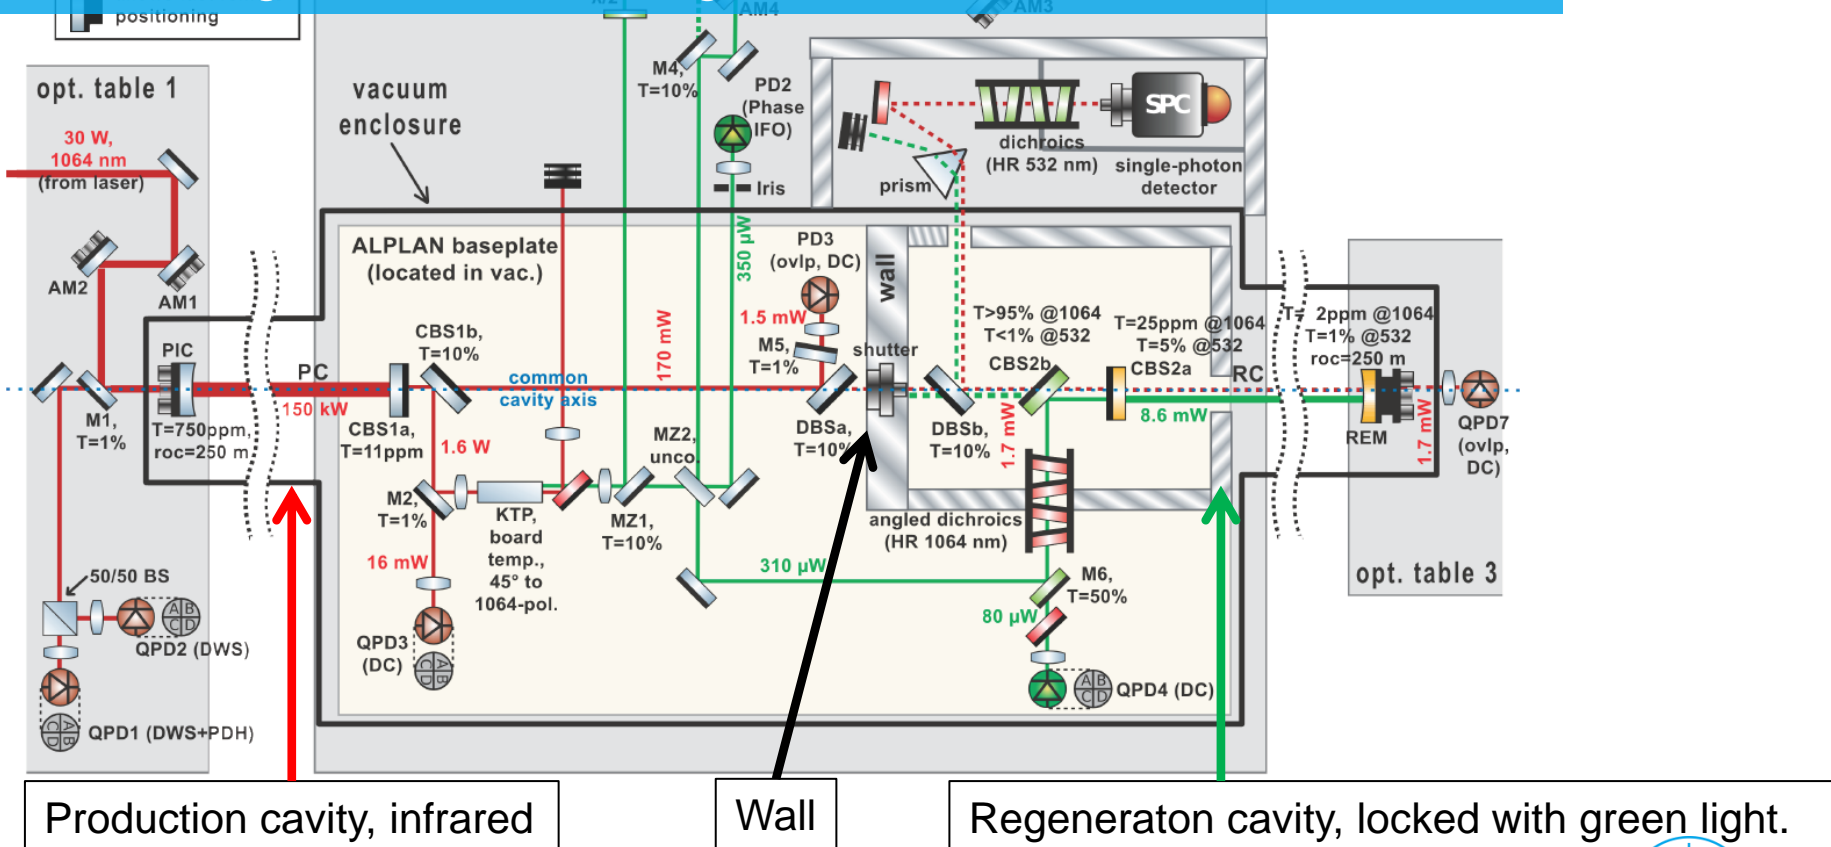 positioning
opt. table 1
30 W,
1064 nm
(from laser)
AM2
AM1
vacuum
enclosure
λ/2
AM4
AM3
M4,
T=10%
PD2
(Phase
IFO)
Iris
350 µW
dichroics
(HR 532 nm)
SPC
single-photon
detector
prism
ALPLAN baseplate
(located in vac.)
PD3
(ovlp, DC)
wall
CBS1b,
T=10%
170 mW
1.5 mW
M5,
T=1%
shutter
T>95% @1064
T<1% @532
CBS2b
T=25ppm @1064
T=5% @532
CBS2a
RC
T= 2ppm @1064
T=1% @532
roc=250 m
PIC
PC
150 kW
common
cavity axis
M1,
T=1%
T=750ppm,
roc=250 m
CBS1a,
T=11ppm
1.6 W
MZ2,
unco.
DBSa,
T=10%
DBSb,
T=10%
1.7 mW
8.6 mW
REM
1.7 mW
QPD7
(ovlp,
DC)
M2,
T=1%
KTP,
board
temp.,
45° to
1064-pol.
MZ1,
T=10%
angled dichroics
(HR 1064 nm)
16 mW
310 µW
M6,
T=50%
80 µW
opt. table 3
50/50 BS
A B
C D
QPD2 (DWS)
QPD3
(DC)
A B
C D
A B
C D
QPD4 (DC)
A B
C D
QPD1 (DWS+PDH)
Production cavity, infrared
Wall
Regeneraton cavity, locked with green light.